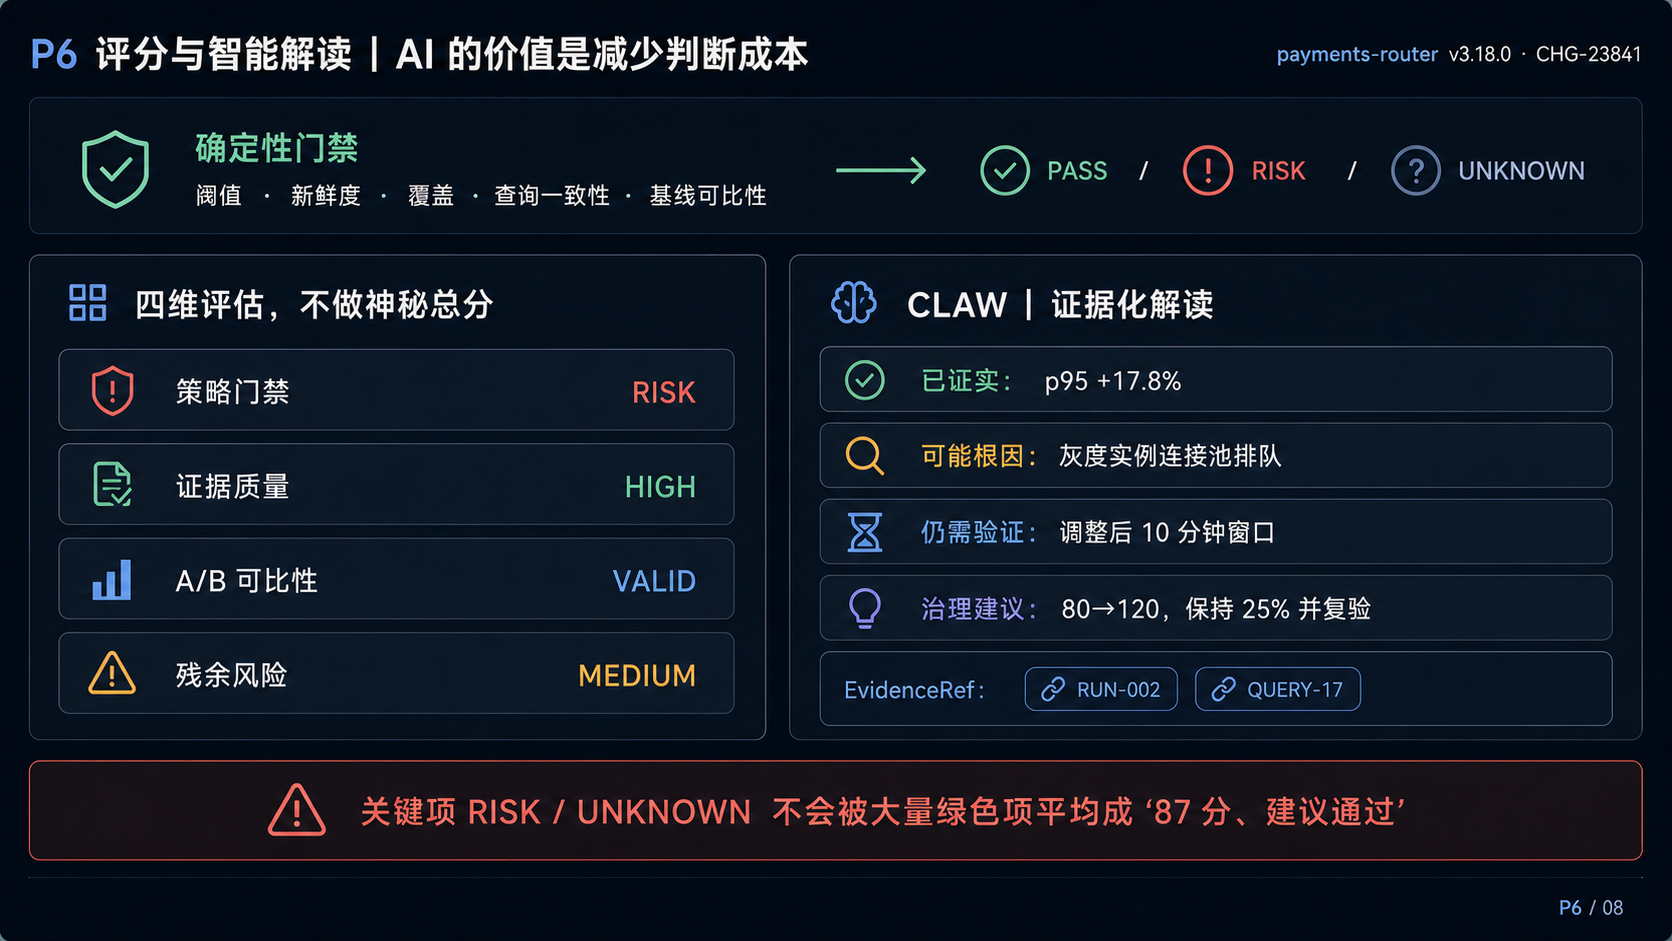 P6 评分与智能解读 | AI 的价值是减少判断成本
payments-router v3.18.0 · CHG-23841
确定性门禁
阈值 · 新鲜度 · 覆盖 · 查询一致性 · 基线可比性
PASS / RISK / UNKNOWN
四维评估，不做神秘总分
策略门禁 RISK
证据质量 HIGH
A/B 可比性 VALID
残余风险 MEDIUM
CLAW | 证据化解读
已证实： p95 +17.8%
可能根因： 灰度实例连接池排队
仍需验证： 调整后 10 分钟窗口
治理建议： 80→120，保持 25% 并复验
EvidenceRef: RUN-002 QUERY-17
关键项 RISK / UNKNOWN 不会被大量绿色项平均成 ‘87 分、建议通过’
P6 / 08